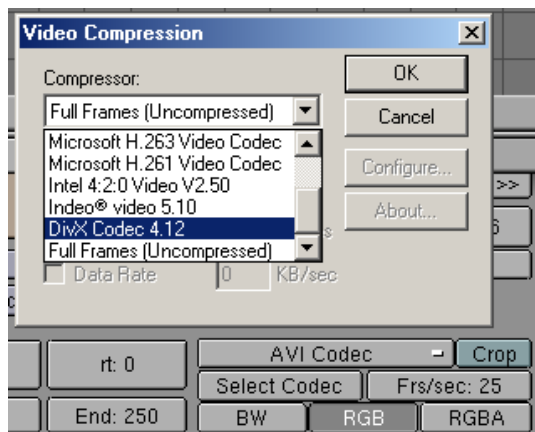 Video Compression
Compressor:
OK
Full Frames (Uncompressed)
Cancel
Microsoft H.263 Video Codec
Microsoft H.261 Video Codec
Configure...
Intel 4:2:0 Video V2.50
>>
Indeo® video 5.10
About...
DivX Codec 4.12
Full Frames (Uncompressed)
Data Rate 0 KB/sec
rt: 0
AVI Codec
Crop
Select Codec
Frs/sec: 25
End: 250
BW
RGB
RGBA